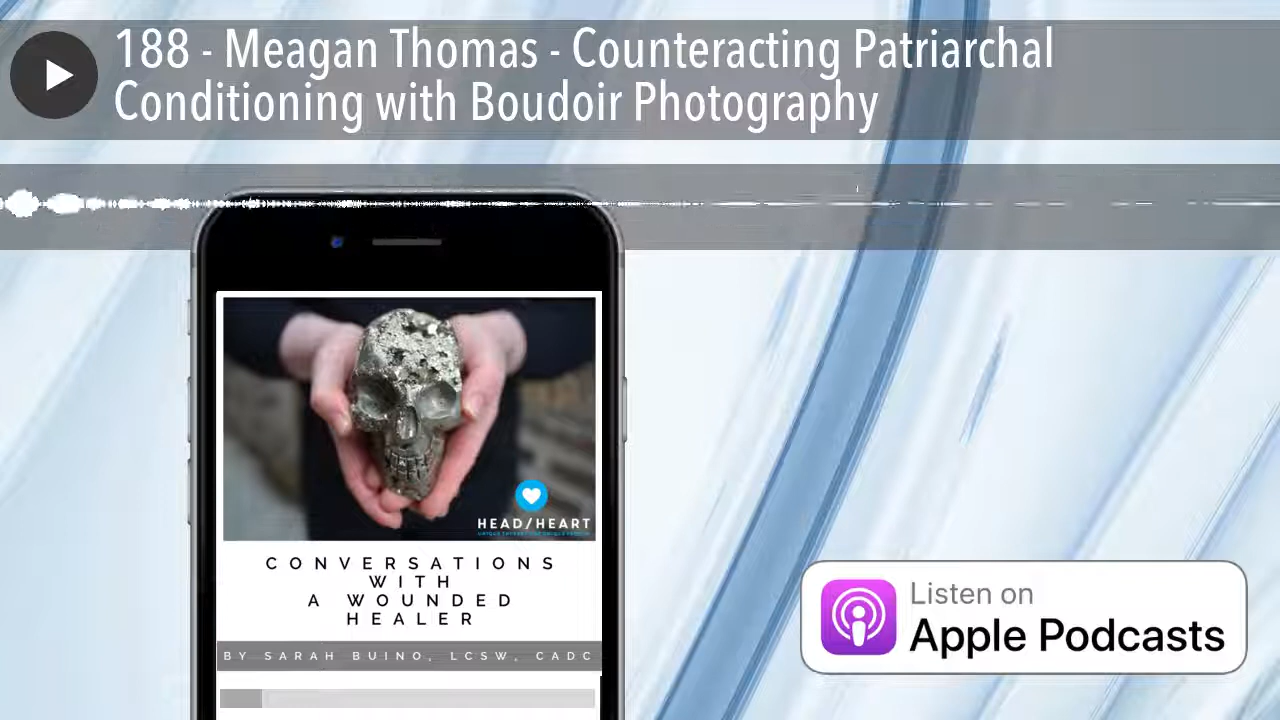 188 - Meagan Thomas - Counteracting Patriarchal
Conditioning with Boudoir Photography
HEAD/HEART
CONVERSATIONS
WITH
A WOUNDED
HEALER
BY SARAH BUINO, LCSW, CADC
Listen on
Apple Podcasts